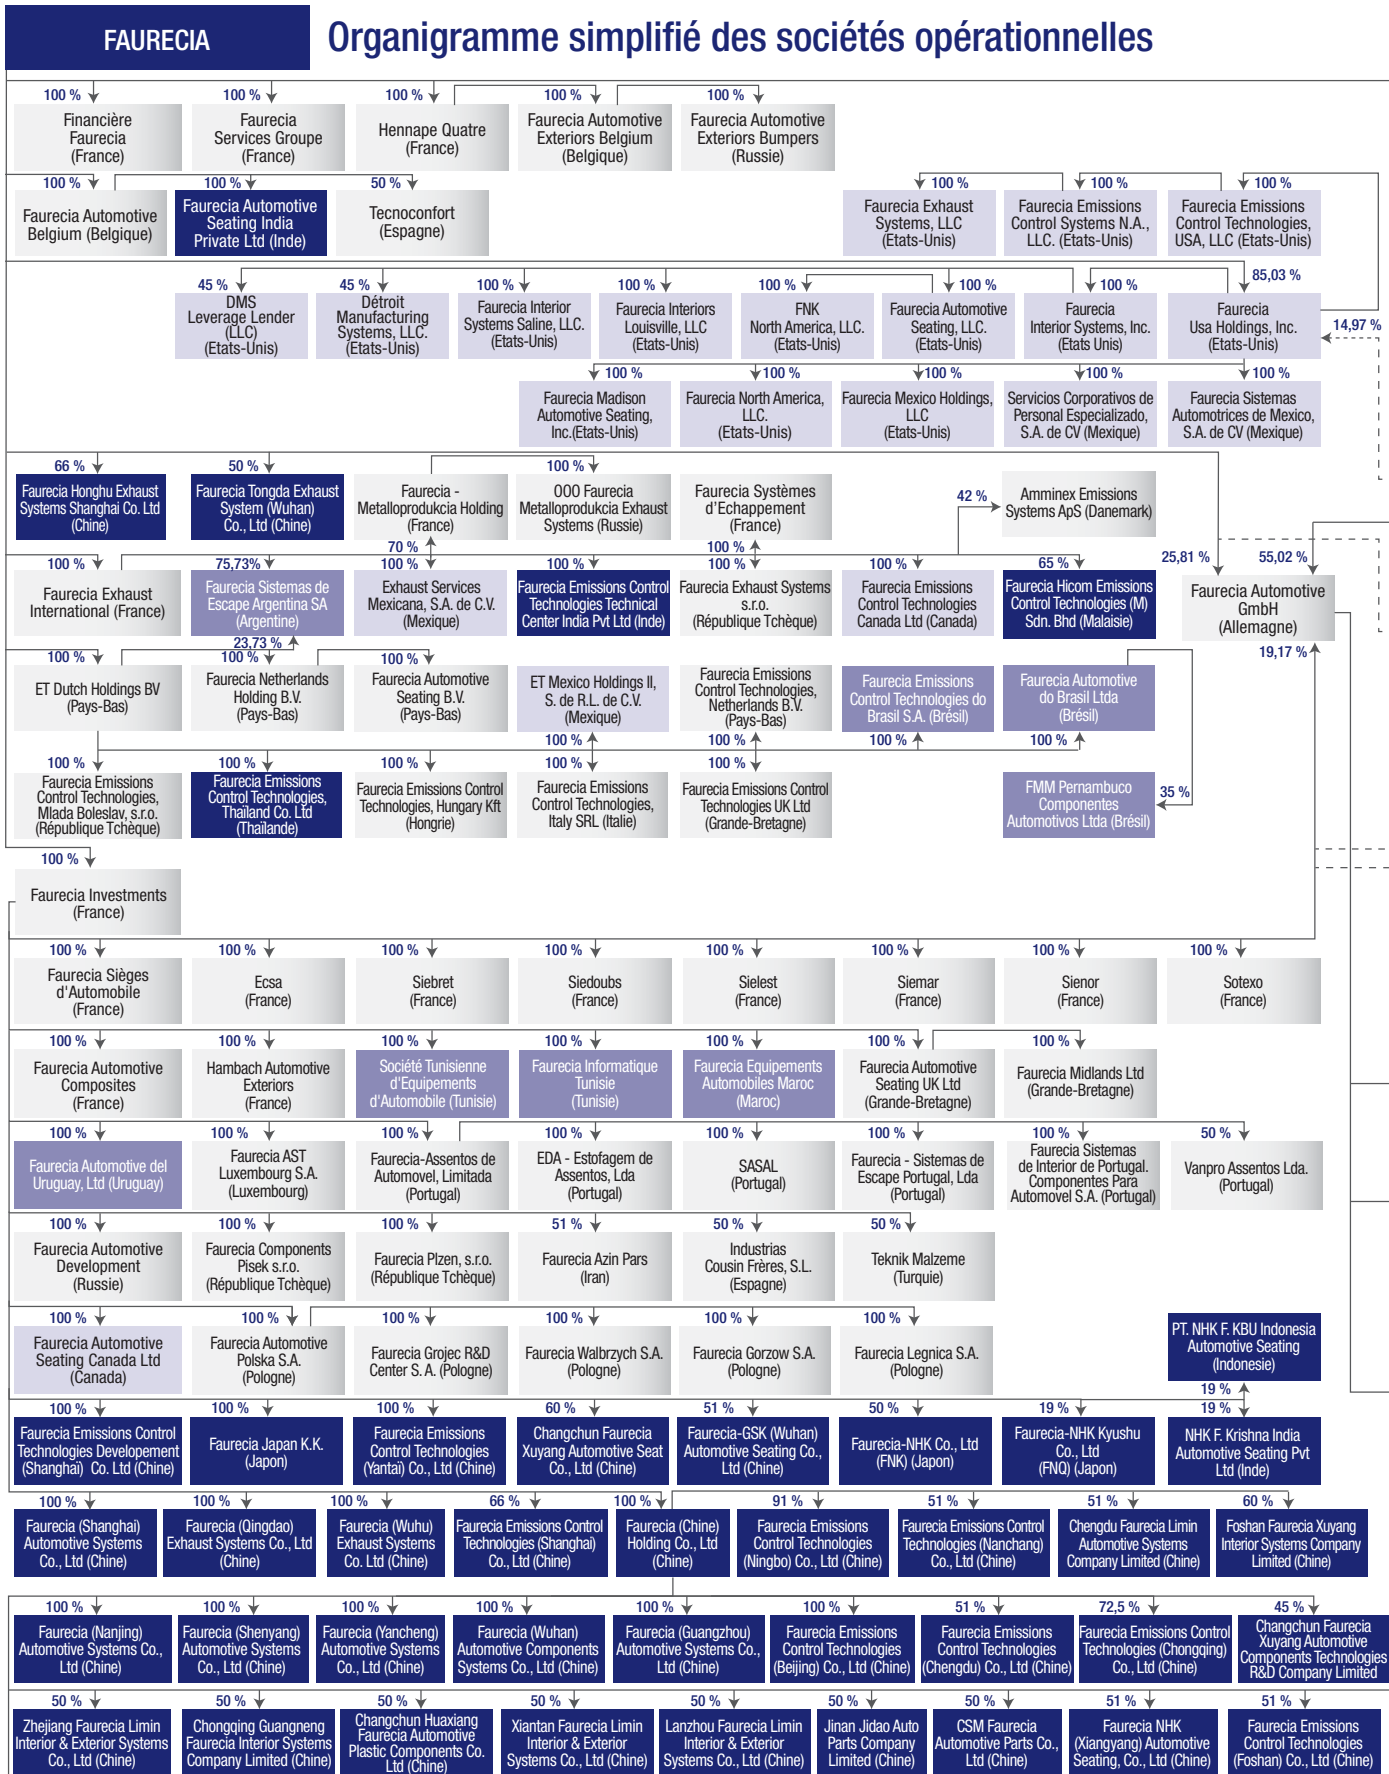 FAURECIA
Organigramme simplifié des sociétés opérationnelles
100 %
100 %
100 %
100 %
100 %
Financière
Faurecia
(France)
Faurecia
Services Groupe
(France)
Hennape Quatre
(France)
Faurecia Automotive
Exteriors Belgium
(Belgique)
Faurecia Automotive
Exteriors Bumpers
(Russie)
100 %
100 %
50 %
Faurecia Automotive
Belgium (Belgique)
Faurecia Automotive
Seating India
Private Ltd (Inde)
Tecnoconfort
(Espagne)
100 %
100 %
100 %
Faurecia Exhaust
Systems, LLC
(Etats-Unis)
Faurecia Emissions
Control Systems N.A.,
LLC. (Etats-Unis)
Faurecia Emissions
Control Technologies,
USA, LLC (Etats-Unis)
45 %
45 %
100 %
100 %
100 %
100 %
100 %
85,03 %
DMS
Leverage Lender
(LLC)
(Etats-Unis)
Détroit
Manufacturing
Systems, LLC.
(Etats-Unis)
Faurecia Interior
Systems Saline, LLC.
(Etats-Unis)
Faurecia Interiors
Louisville, LLC
(Etats-Unis)
FNK
North America, LLC.
(Etats-Unis)
Faurecia Automotive
Seating, LLC.
(Etats-Unis)
Faurecia
Interior Systems, Inc.
(Etats Unis)
Faurecia
Usa Holdings, Inc.
(Etats-Unis)
14,97 %
100 %
100 %
100 %
100 %
100 %
Faurecia Madison
Automotive Seating,
Inc.(Etats-Unis)
Faurecia North America,
LLC.
(Etats-Unis)
Faurecia Mexico Holdings,
LLC
(Etats-Unis)
Servicios Corporativos de
Personal Especializado,
S.A. de CV (Mexique)
Faurecia Sistemas
Automotrices de Mexico,
S.A. de CV (Mexique)
66 %
50 %
100 %
Faurecia Honghu Exhaust
Systems Shanghai Co. Ltd
(Chine)
Faurecia Tongda Exhaust
System (Wuhan)
Co., Ltd (Chine)
Faurecia -
Metalloprodukcia Holding
(France)
OOO Faurecia
Metalloprodukcia Exhaust
Systems (Russie)
Faurecia Systèmes
d'Echappement
(France)
42 %
Amminex Emissions
Systems ApS (Danemark)
70 %
100 %
100 %
75,73%
100 %
100 %
100 %
100 %
65 %
25,81 %
55,02 %
Faurecia Exhaust
International (France)
Faurecia Sistemas de
Escape Argentina SA
(Argentine)
Exhaust Services
Mexicana, S.A. de C.V.
(Mexique)
Faurecia Emissions Control
Technologies Technical
Center India Pvt Ltd (Inde)
Faurecia Exhaust Systems
s.r.o.
(République Tchèque)
Faurecia Emissions
Control Technologies
Canada Ltd (Canada)
Faurecia Hicom Emissions
Control Technologies (M)
Sdn. Bhd (Malaisie)
Faurecia Automotive
GmbH
(Allemagne)
19,17 %
23,73 %
100 %
100 %
100 %
ET Dutch Holdings BV
(Pays-Bas)
Faurecia Netherlands
Holding B.V.
(Pays-Bas)
Faurecia Automotive
Seating B.V.
(Pays-Bas)
ET Mexico Holdings II,
S. de R.L. de C.V.
(Mexique)
Faurecia Emissions
Control Technologies,
Netherlands B.V.
(Pays-Bas)
Faurecia Emissions
Control Technologies do
Brasil S.A. (Brésil)
Faurecia Automotive
do Brasil Ltda
(Brésil)
100 %
100 %
100 %
100 %
100 %
100 %
100 %
100 %
100 %
Faurecia Emissions
Control Technologies,
Mlada Boleslav, s.r.o.
(République Tchèque)
Faurecia Emissions
Control Technologies,
Thaïland Co. Ltd
(Thaïlande)
Faurecia Emissions Control
Technologies, Hungary Kft
(Hongrie)
Faurecia Emissions
Control Technologies,
Italy SRL (Italie)
Faurecia Emissions Control
Technologies UK Ltd
(Grande-Bretagne)
FMM Pernambuco
Componentes
Automotivos Ltda (Brésil)
35 %
100 %
Faurecia Investments
(France)
100 %
100 %
100 %
100 %
100 %
100 %
100 %
100 %
Faurecia Sièges
d'Automobile
(France)
Ecsa
(France)
Siebret
(France)
Siedoubs
(France)
Sielest
(France)
Siemar
(France)
Sienor
(France)
Sotexo
(France)
100 %
100 %
100 %
100 %
100 %
100 %
100 %
Faurecia Automotive
Composites
(France)
Hambach Automotive
Exteriors
(France)
Société Tunisienne
d'Equipements
d'Automobile (Tunisie)
Faurecia Informatique
Tunisie
(Tunisie)
Faurecia Equipements
Automobiles Maroc
(Maroc)
Faurecia Automotive
Seating UK Ltd
(Grande-Bretagne)
Faurecia Midlands Ltd
(Grande-Bretagne)
100 %
100 %
100 %
100 %
100 %
100 %
100 %
50 %
Faurecia Automotive del
Uruguay, Ltd (Uruguay)
Faurecia AST
Luxembourg S.A.
(Luxembourg)
Faurecia-Assentos de
Automovel, Limitada
(Portugal)
EDA - Estofagem de
Assentos, Lda
(Portugal)
SASAL
(Portugal)
Faurecia - Sistemas de
Escape Portugal, Lda
(Portugal)
Faurecia Sistemas
de Interior de Portugal.
Componentes Para
Automovel S.A. (Portugal)
Vanpro Assentos Lda.
(Portugal)
100 %
100 %
100 %
51 %
50 %
50 %
Faurecia Automotive
Development
(Russie)
Faurecia Components
Pisek s.r.o.
(République Tchèque)
Faurecia Plzen, s.r.o.
(République Tchèque)
Faurecia Azin Pars
(Iran)
Industrias
Cousin Frères, S.L.
(Espagne)
Teknik Malzeme
(Turquie)
100 %
100 %
100 %
100 %
100 %
100 %
Faurecia Automotive
Seating Canada Ltd
(Canada)
Faurecia Automotive
Polska S.A.
(Pologne)
Faurecia Grojec R&D
Center S. A. (Pologne)
Faurecia Walbrzych S.A.
(Pologne)
Faurecia Gorzow S.A.
(Pologne)
Faurecia Legnica S.A.
(Pologne)
PT. NHK F. KBU Indonesia
Automotive Seating
(Indonesie)
19 %
100 %
100 %
100 %
60 %
51 %
50 %
19 %
19 %
Faurecia Emissions Control
Technologies Developement
(Shanghaï) Co. Ltd (Chine)
Faurecia Japan K.K.
(Japon)
Faurecia Emissions
Control Technologies
(Yantaï) Co., Ltd (Chine)
Changchun Faurecia
Xuyang Automotive Seat
Co., Ltd (Chine)
Faurecia-GSK (Wuhan)
Automotive Seating Co.,
Ltd (Chine)
Faurecia-NHK Co., Ltd
(FNK) (Japon)
Faurecia-NHK Kyushu
Co., Ltd
(FNQ) (Japon)
NHK F. Krishna India
Automotive Seating Pvt
Ltd (Inde)
100 %
100 %
100 %
66 %
100 %
91 %
51 %
51 %
60 %
Faurecia (Shanghai)
Automotive Systems
Co., Ltd (Chine)
Faurecia (Qingdao)
Exhaust Systems Co., Ltd
(Chine)
Faurecia (Wuhu)
Exhaust Systems
Co. Ltd (Chine)
Faurecia Emissions Control
Technologies (Shanghai)
Co., Ltd (Chine)
Faurecia (Chine)
Holding Co., Ltd
(Chine)
Faurecia Emissions
Control Technologies
(Ningbo) Co., Ltd (Chine)
Faurecia Emissions Control
Technologies (Nanchang)
Co., Ltd (Chine)
Chengdu Faurecia Limin
Automotive Systems
Company Limited (Chine)
Foshan Faurecia Xuyang
Interior Systems Company
Limited (Chine)
100 %
100 %
100 %
100 %
100 %
100 %
51 %
72,5 %
45 %
Faurecia (Nanjing)
Automotive Systems Co.,
Ltd (Chine)
Faurecia (Shenyang)
Automotive Systems
Co., Ltd (Chine)
Faurecia (Yancheng)
Automotive Systems
Co., Ltd (Chine)
Faurecia (Wuhan)
Automotive Components
Systems Co., Ltd (Chine)
Faurecia (Guangzhou)
Automotive Systems Co.,
Ltd (Chine)
Faurecia Emissions
Control Technologies
(Beijing) Co., Ltd (Chine)
Faurecia Emissions
Control Technologies
(Chengdu) Co., Ltd (Chine)
Faurecia Emissions Control
Technologies (Chongqing)
Co., Ltd (Chine)
Changchun Faurecia
Xuyang Automotive
Components Technologies
R&D Company Limited
50 %
50 %
50 %
50 %
50 %
50 %
50 %
51 %
51 %
Zhejiang Faurecia Limin
Interior & Exterior Systems
Co., Ltd (Chine)
Chongqing Guangneng
Faurecia Interior Systems
Company Limited (Chine)
Changchun Huaxiang
Faurecia Automotive
Plastic Components Co.
Ltd (Chine)
Xiantan Faurecia Limin
Interior & Exterior
Systems Co., Ltd (Chine)
Lanzhou Faurecia Limin
Interior & Exterior
Systems Co., Ltd (Chine)
Jinan Jidao Auto
Parts Company
Limited (Chine)
CSM Faurecia
Automotive Parts Co.,
Ltd (Chine)
Faurecia NHK
(Xiangyang) Automotive
Seating, Co., Ltd (Chine)
Faurecia Emissions
Control Technologies
(Foshan) Co., Ltd (Chine)